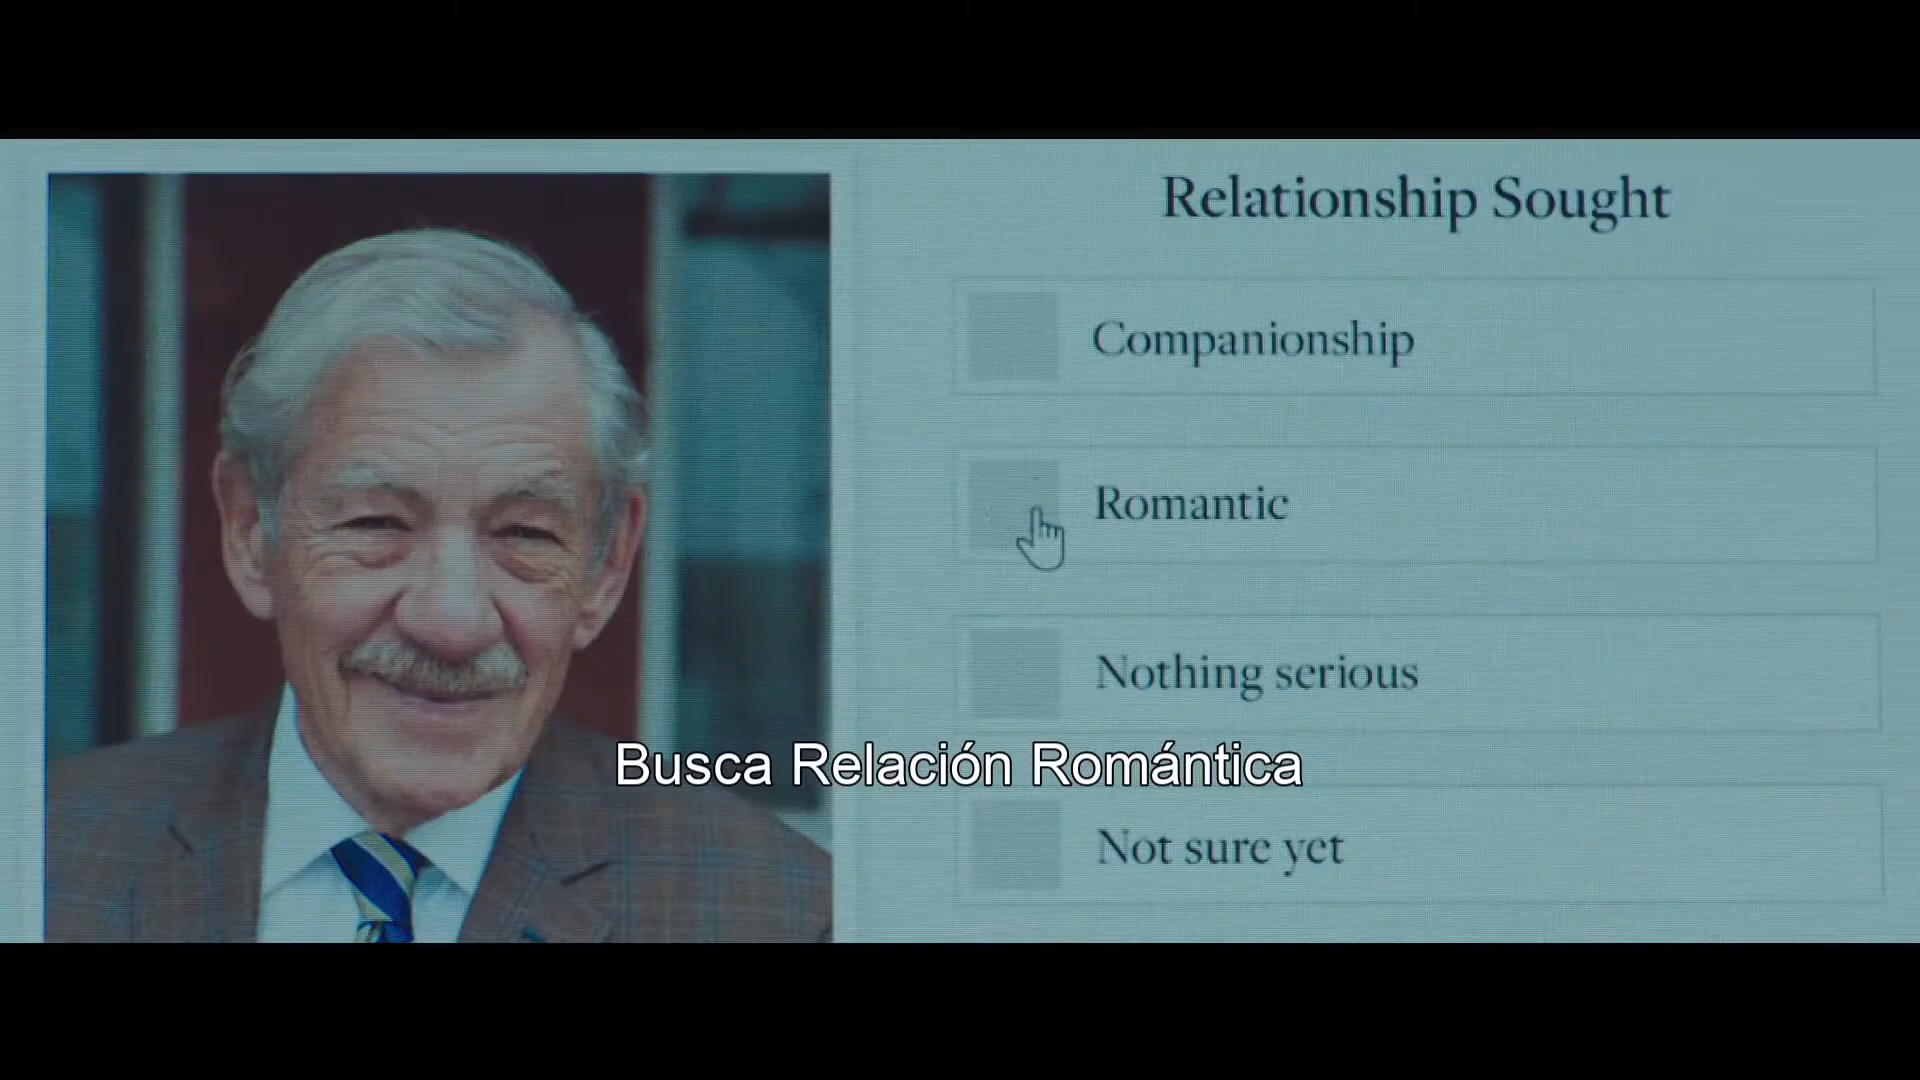 Relationship Sought
Companionship
Romantic
Nothing serious
Busca Relación Romántica
Not sure yet